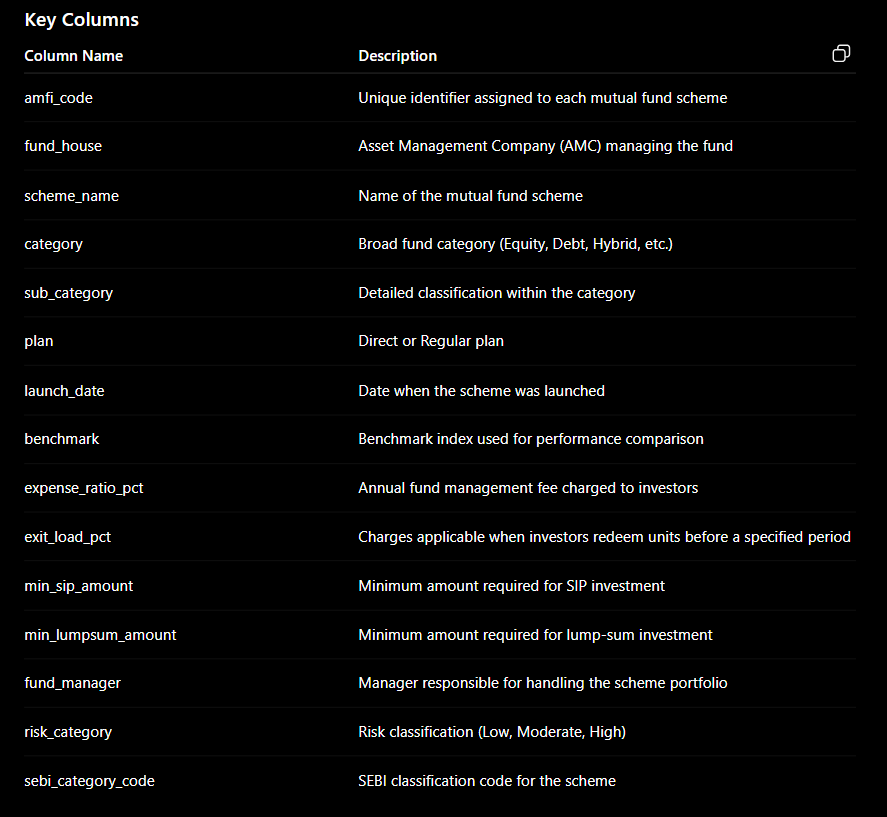 Key Columns
Column Name Description
amfi_code Unique identifier assigned to each mutual fund scheme
fund_house Asset Management Company (AMC) managing the fund
scheme_name Name of the mutual fund scheme
category Broad fund category (Equity, Debt, Hybrid, etc.)
sub_category Detailed classification within the category
plan Direct or Regular plan
launch_date Date when the scheme was launched
benchmark Benchmark index used for performance comparison
expense_ratio_pct Annual fund management fee charged to investors
exit_load_pct Charges applicable when investors redeem units before a specified period
min_sip_amount Minimum amount required for SIP investment
min_lumpsum_amount Minimum amount required for lump-sum investment
fund_manager Manager responsible for handling the scheme portfolio
risk_category Risk classification (Low, Moderate, High)
sebi_category_code SEBI classification code for the scheme